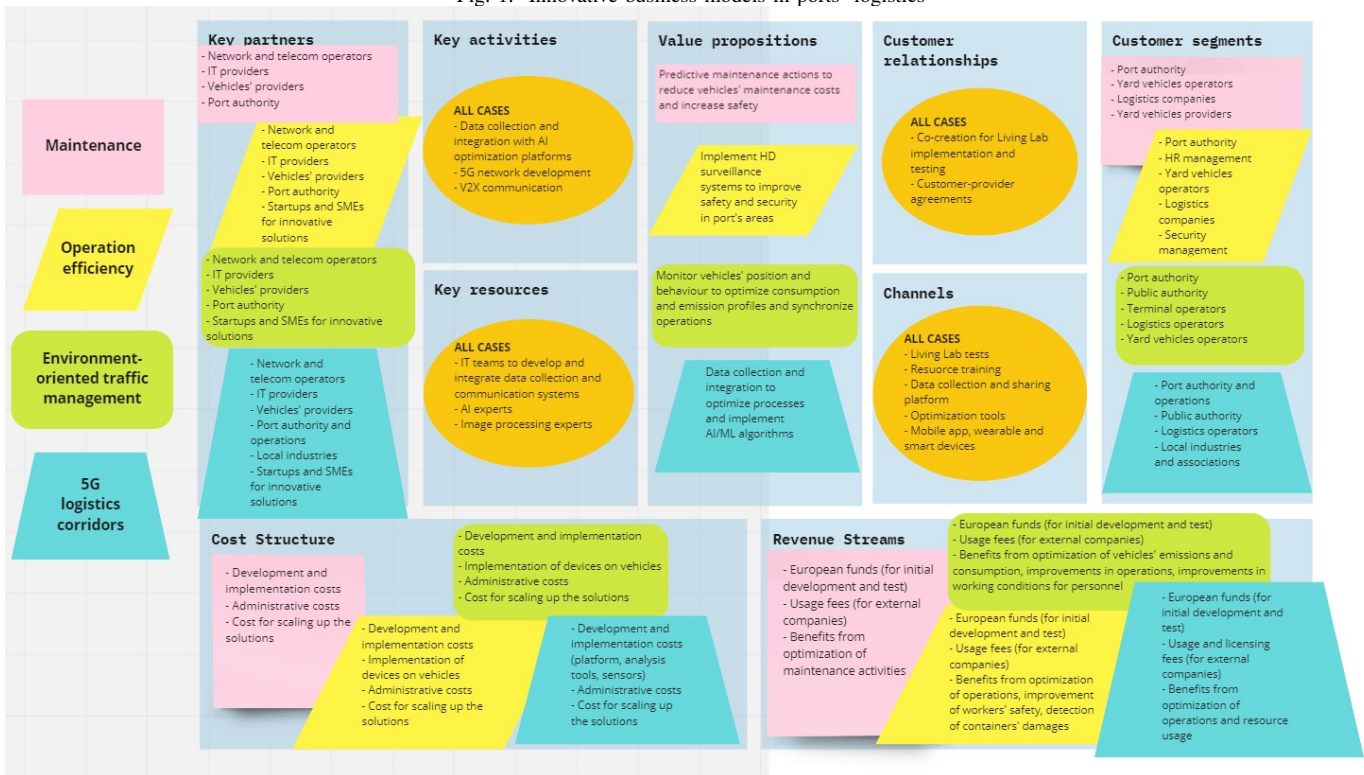 Fig. 1. Innovative business models in ports' logistics
Maintenance
Operation
efficiency
Environment-
oriented traffic
management
5G
logistics
corridors
Key partners
- Network and telecom operators
- IT providers
- Vehicles' providers
- Port authority
- Network and
telecom operators
- IT providers
- Vehicles' providers
- Port authority
- Startups and SMEs
for innovative
solutions
- Network and telecom operators
- IT providers
- Vehicles' providers
- Port authority
- Startups and SMEs for innovative
solutions
- Network and
telecom operators
- IT providers
- Vehicles' providers
- Port authority and
operations
- Local industries
- Startups and SMEs
for innovative
solutions
Key activities
ALL CASES
- Data collection and
integration with AI
optimization platforms
- 5G network development
- V2X communication
Key resources
ALL CASES
- IT teams to develop and
integrate data collection and
communication systems
- AI experts
- Image processing experts
Value propositions
Predictive maintenance actions to
reduce vehicles' maintenance costs
and increase safety
Implement HD
surveillance
systems to improve
safety and security
in port's areas
Monitor vehicles' position and
behaviour to optimize consumption
and emission profiles and synchronize
operations
Data collection and
integration to
optimize processes
and implement
AI/ML algorithms
Customer
relationships
ALL CASES
- Co-creation for Living Lab
implementation and
testing
- Customer-provider
agreements
Channels
ALL CASES
- Living Lab tests
- Resuorce training
- Data collection and sharing
platform
- Optimization tools
- Mobile app, wearable and
smart devices
Customer segments
- Port authority
- Yard vehicles operators
- Logistics companies
- Yard vehicles providers
- Port authority
- HR management
- Yard vehicles
operators
- Logistics
companies
- Security
management
- Port authority
- Public authority
- Terminal operators
- Logistics operators
- Yard vehicles operators
- Port authority and
operations
- Public authority
- Logistics operators
- Local industries
and associations
Cost Structure
- Development and
implementation costs
- Administrative costs
- Cost for scaling up the
solutions
- Development and
implementation costs
- Implementation of
devices on vehicles
- Administrative costs
- Cost for scaling up the
solutions
- Development and implementation
costs
- Implementation of devices on vehicles
- Administrative costs
- Cost for scaling up the solutions
- Development and
implementation costs
(platform, analysis
tools, sensors)
- Administrative costs
- Cost for scaling up
the solutions
Revenue Streams
- European funds (for initial
development and test)
- Usage fees (for external
companies)
- Benefits from
optimization of
maintenance activities
- European funds (for initial development and test)
- Usage fees (for external companies)
- Benefits from optimization of vehicles' emissions and
consumption, improvements in operations, improvements in
working conditions for personnel
- European funds (for initial
development and test)
- Usage fees (for external
companies)
- Benefits from optimization
of operations, improvement
of workers' safety, detection
of containers' damages
- European funds (for
initial development and
test)
- Usage and licensing
fees (for external
companies)
- Benefits from
optimization of
operations and resource
usage